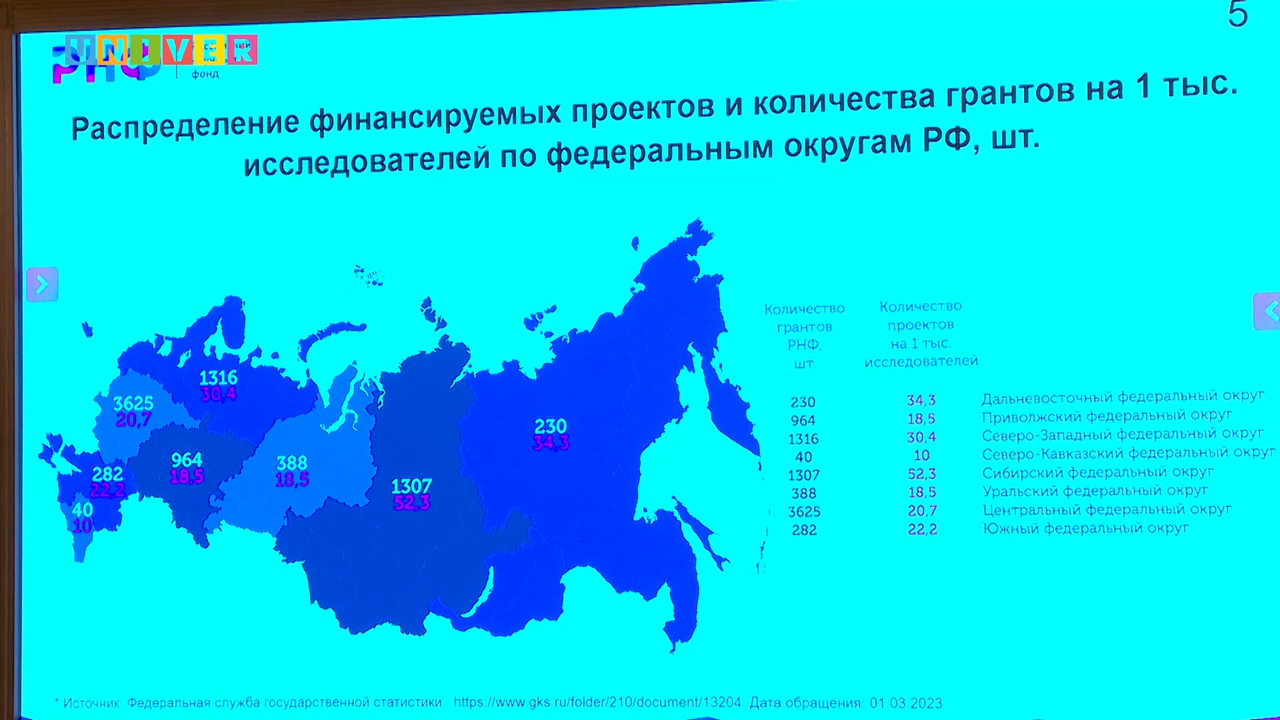 5
UNIVER
РНФ
фонд
Распределение финансируемых проектов и количества грантов на 1 тыс.
исследователей по федеральным округам РФ, шт.
1316
30,4
3625
20,7
230
34,3
964
18,5
388
18,5
282
22,2
1307
52,3
40
10
Количество
грантов
РНФ,
шт
Количество
проектов
на 1 тыс.
исследователей
230 34,3 Дальневосточный федеральный округ
964 18,5 Приволжский федеральный округ
1316 30,4 Северо-Западный федеральный округ
40 10 Северо-Кавказский федеральный округ
1307 52,3 Сибирский федеральный округ
388 18,5 Уральский федеральный округ
3625 20,7 Центральный федеральный округ
282 22,2 Южный федеральный округ
* Источник: Федеральная служба государственной статистики. https://www.gks.ru/folder/210/document/13204 Дата обращения: 01.03.2023